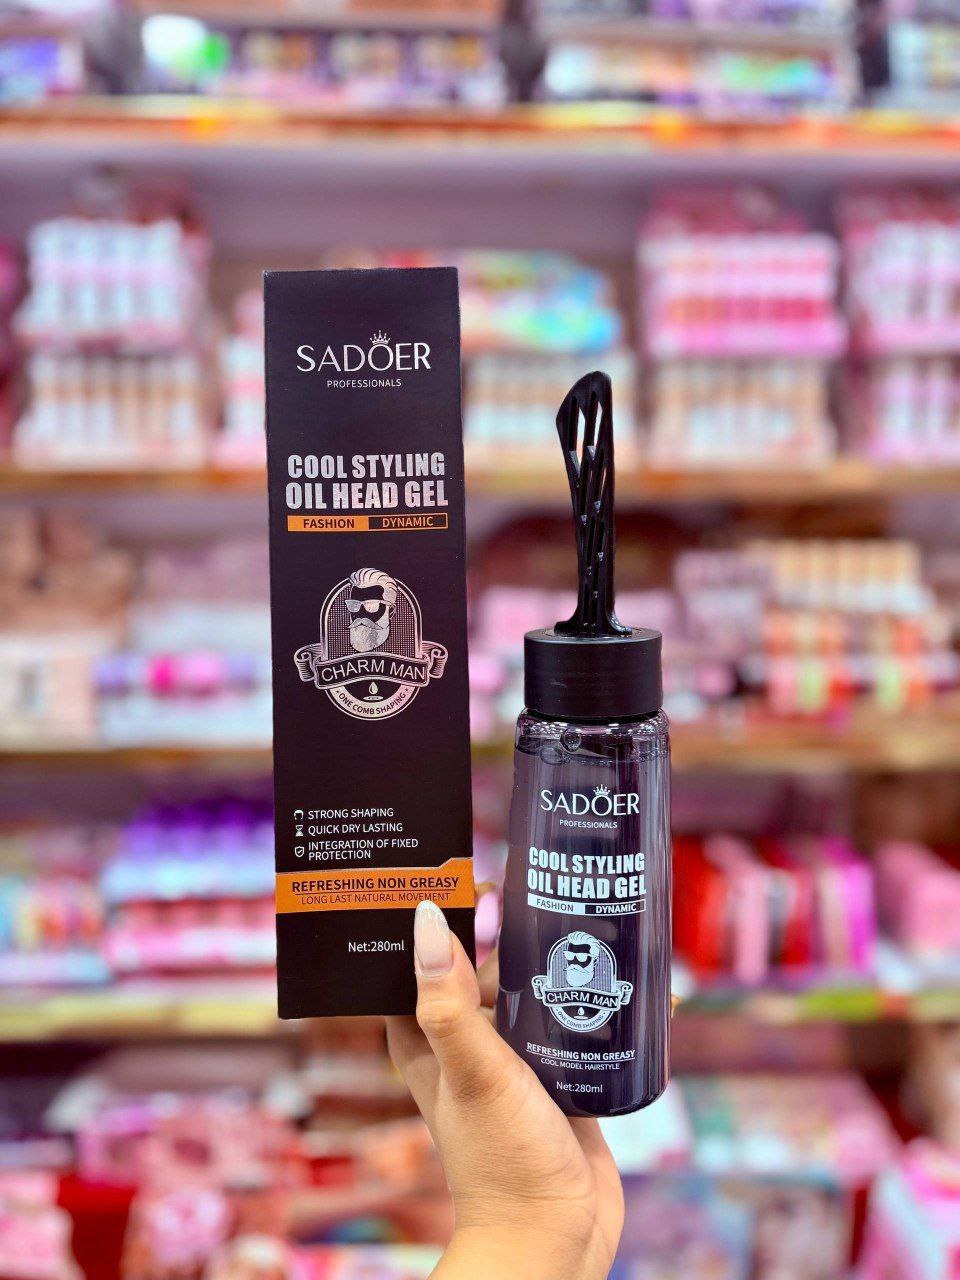 SADOER
PROFESSIONALS
COOL STYLING
OIL HEAD GEL
FASHION DYNAMIC
CHARM MAN
ONE COMB SHAPING
STRONG SHAPING
QUICK DRY LASTING
INTEGRATION OF FIXED
PROTECTION
REFRESHING NON GREASY
LONG LAST NATURAL MOVEMENT
Net:280ml
SADOER
PROFESSIONALS
COOL STYLING
OIL HEAD GEL
FASHION DYNAMIC
CHARM MAN
ONE COMB SHAPING
REFRESHING NON GREASY
COOL MODEL HAIRSTYLE
Net:280ml